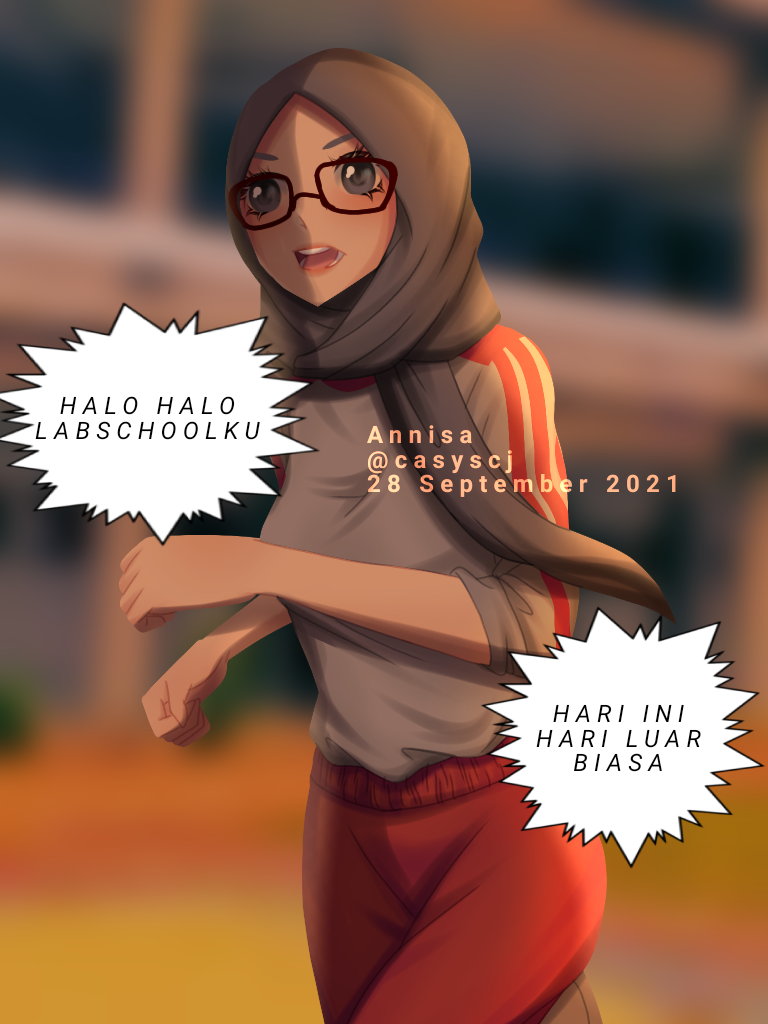 HALO HALO
LABSCHOOLKU
Annisa
@casyscj
28 September 2021
HARI INI
HARI LUAR
BIASA